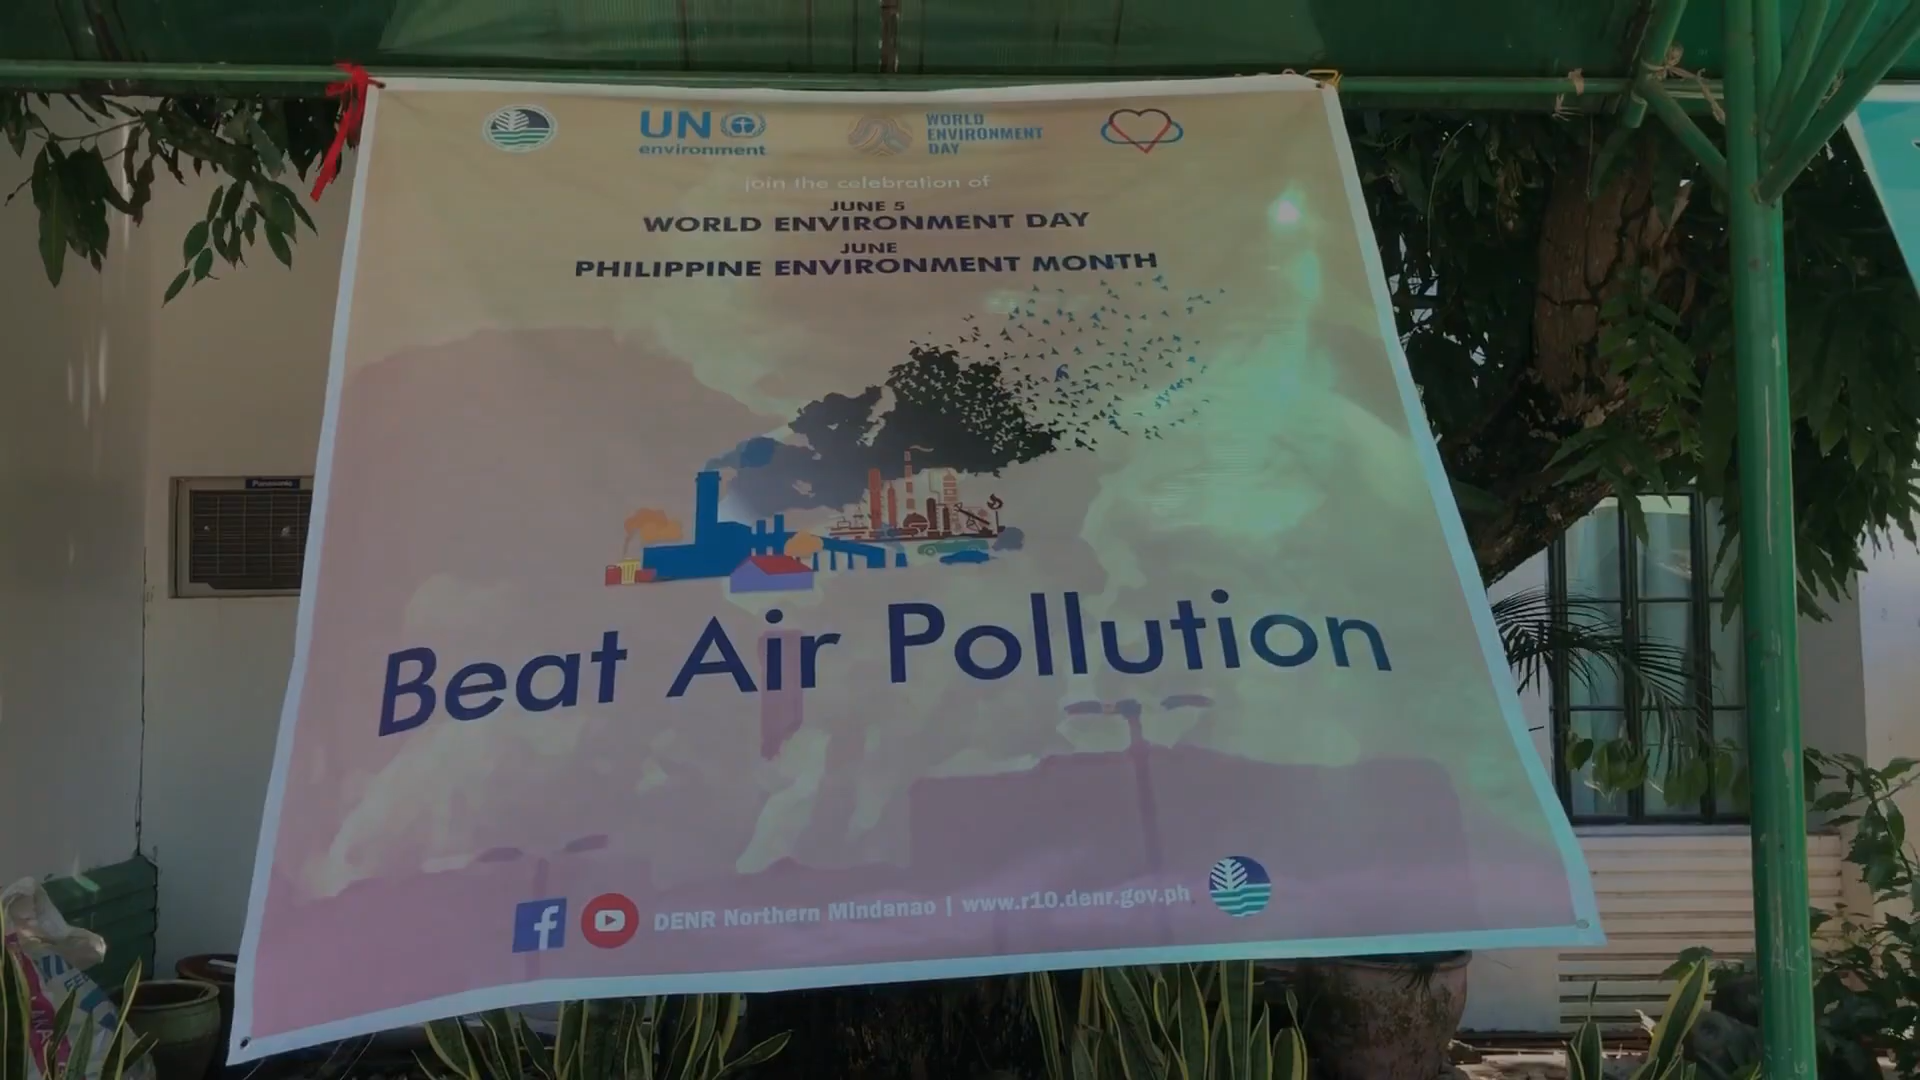 UN
environment
WORLD
ENVIRONMENT
DAY
join the celebration of
JUNE 5
WORLD ENVIRONMENT DAY
JUNE
PHILIPPINE ENVIRONMENT MONTH
Panasonic
Beat Air Pollution
DENR Northern Mindanao | www.r10.denr.gov.ph